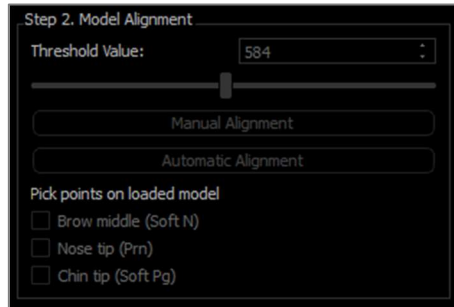 Step 2. Model Alignment
Threshold Value: 584
Manual Alignment
Automatic Alignment
Pick points on loaded model
Brow middle (Soft N)
Nose tip (Prn)
Chin tip (Soft Pg)